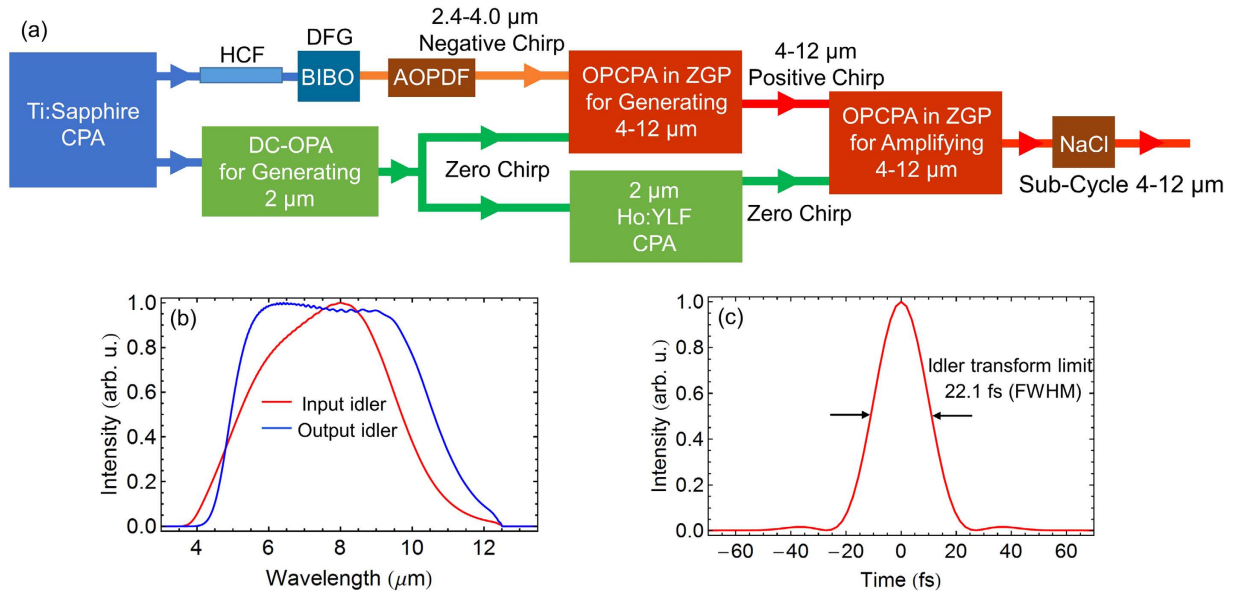 (a)
HCF
DFG
2.4-4.0 µm
Negative Chirp
4-12 µm
Positive Chirp
Ti:Sapphire
CPA
BIBO
AOPDF
OPCPA in ZGP
for Generating
4-12 µm
OPCPA in ZGP
for Amplifying
4-12 µm
NaCl
Sub-Cycle 4-12 µm
DC-OPA
for Generating
2 µm
Zero Chirp
2 µm
Ho:YLF
CPA
Zero Chirp
(b)
Intensity (arb. u.)
1.0
0.8
0.6
0.4
0.2
0.0
Input idler
Output idler
4
6
8
10
12
Wavelength (μm)
(c)
Intensity (arb. u.)
1.0
0.8
0.6
0.4
0.2
0.0
Idler transform limit
22.1 fs (FWHM)
−60
−40
−20
0
20
40
60
Time (fs)